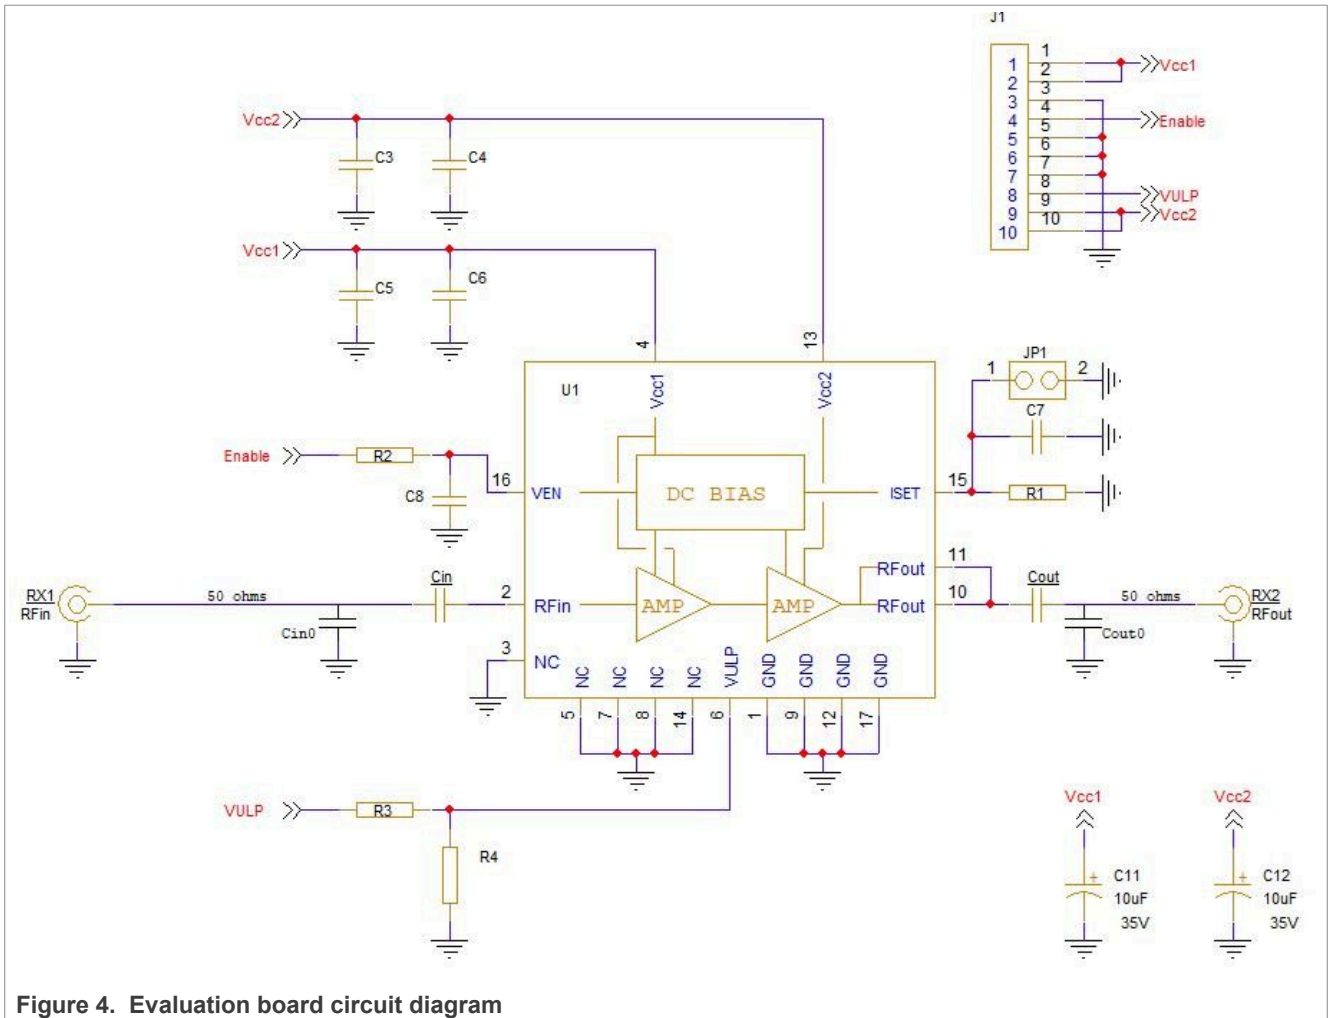 J1
1
1 2 Vcc1
2 3
3 4
4 5 Enable
5 6
6 7
7 8
8 9 VULP
9 10 Vcc2
10
Vcc2
C3 C4
Vcc1
C5 C6
4 13
JP1
1 2
U1 Vcc1 Vcc2
C7
Enable R2
16 VEN DC BIAS ISET 15 R1
C8
11
RX1 RFin 50 ohms Cin 2 RFin AMP AMP RFout
RFout 10 Cout 50 ohms RX2 RFout
Cin0 Cout0
3 NC
NC NC NC NC VULP GND GND GND GND
5 7 8 14 6 1 9 12 17
VULP R3
R4
Vcc1 Vcc2
+ C11 + C12
10uF 10uF
35V 35V
Figure 4. Evaluation board circuit diagram